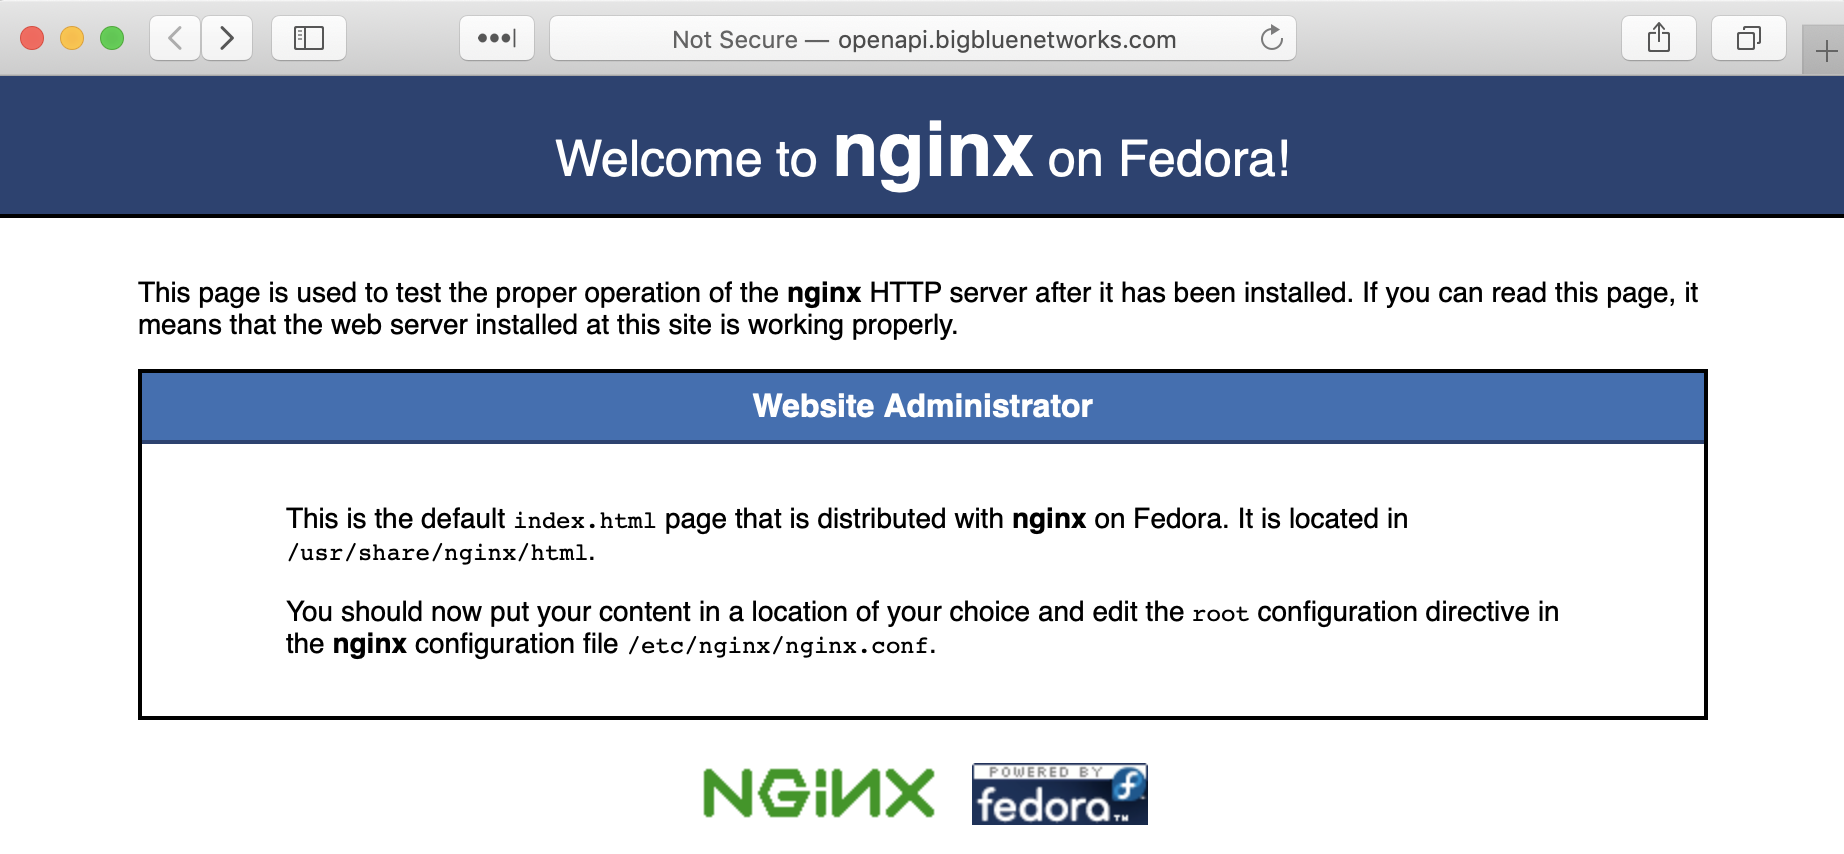 Not Secure — openapi.bigbluenetworks.com
Welcome to nginx on Fedora!
This page is used to test the proper operation of the nginx HTTP server after it has been installed. If you can read this page, it
means that the web server installed at this site is working properly.
Website Administrator
This is the default index.html page that is distributed with nginx on Fedora. It is located in
/usr/share/nginx/html.
You should now put your content in a location of your choice and edit the root configuration directive in
the nginx configuration file /etc/nginx/nginx.conf.
NGiNX
POWERED BY
fedora™